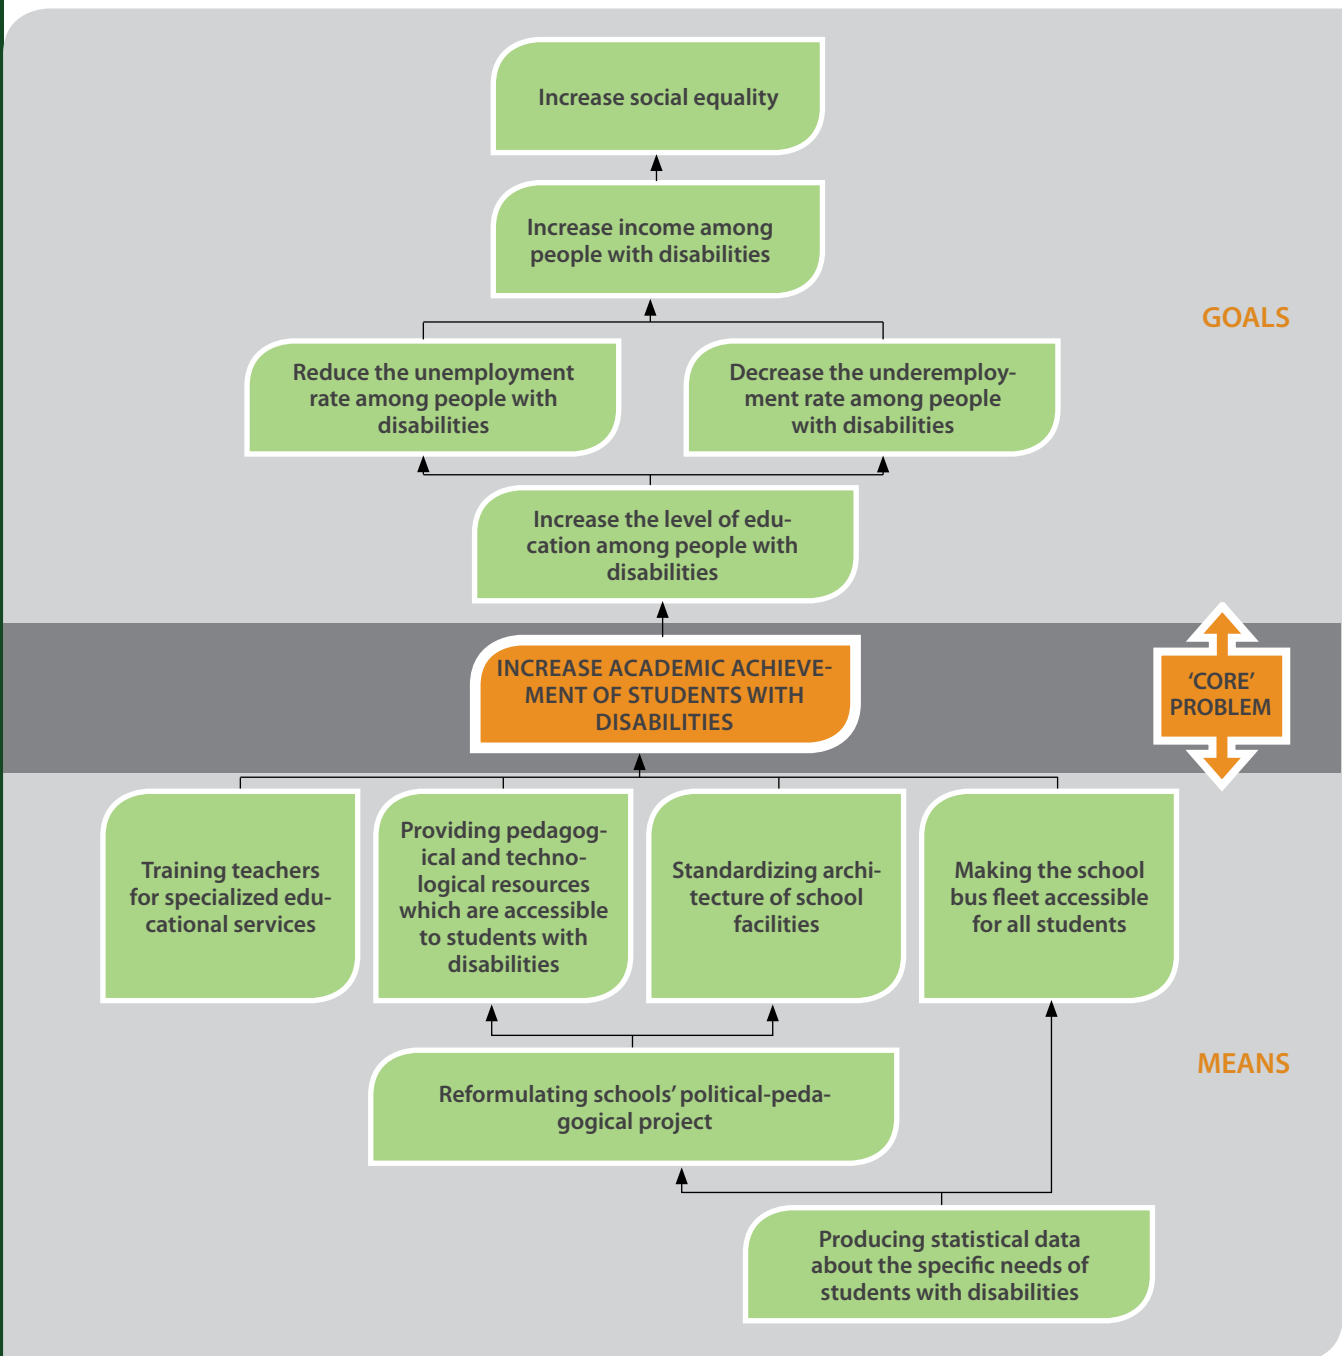 Increase social equality
Increase income among
people with disabilities
GOALS
Reduce the unemployment
rate among people with
disabilities
Decrease the underemploy-
ment rate among people
with disabilities
Increase the level of edu-
cation among people with
disabilities
INCREASE ACADEMIC ACHIEVE-
MENT OF STUDENTS WITH
DISABILITIES
‘CORE’
PROBLEM
Training teachers
for specialized edu-
cational services
Providing pedagog-
ical and techno-
logical resources
which are accessible
to students with
disabilities
Standardizing archi-
tecture of school
facilities
Making the school
bus fleet accessible
for all students
MEANS
Reformulating schools’ political-peda-
gogical project
Producing statistical data
about the specific needs of
students with disabilities